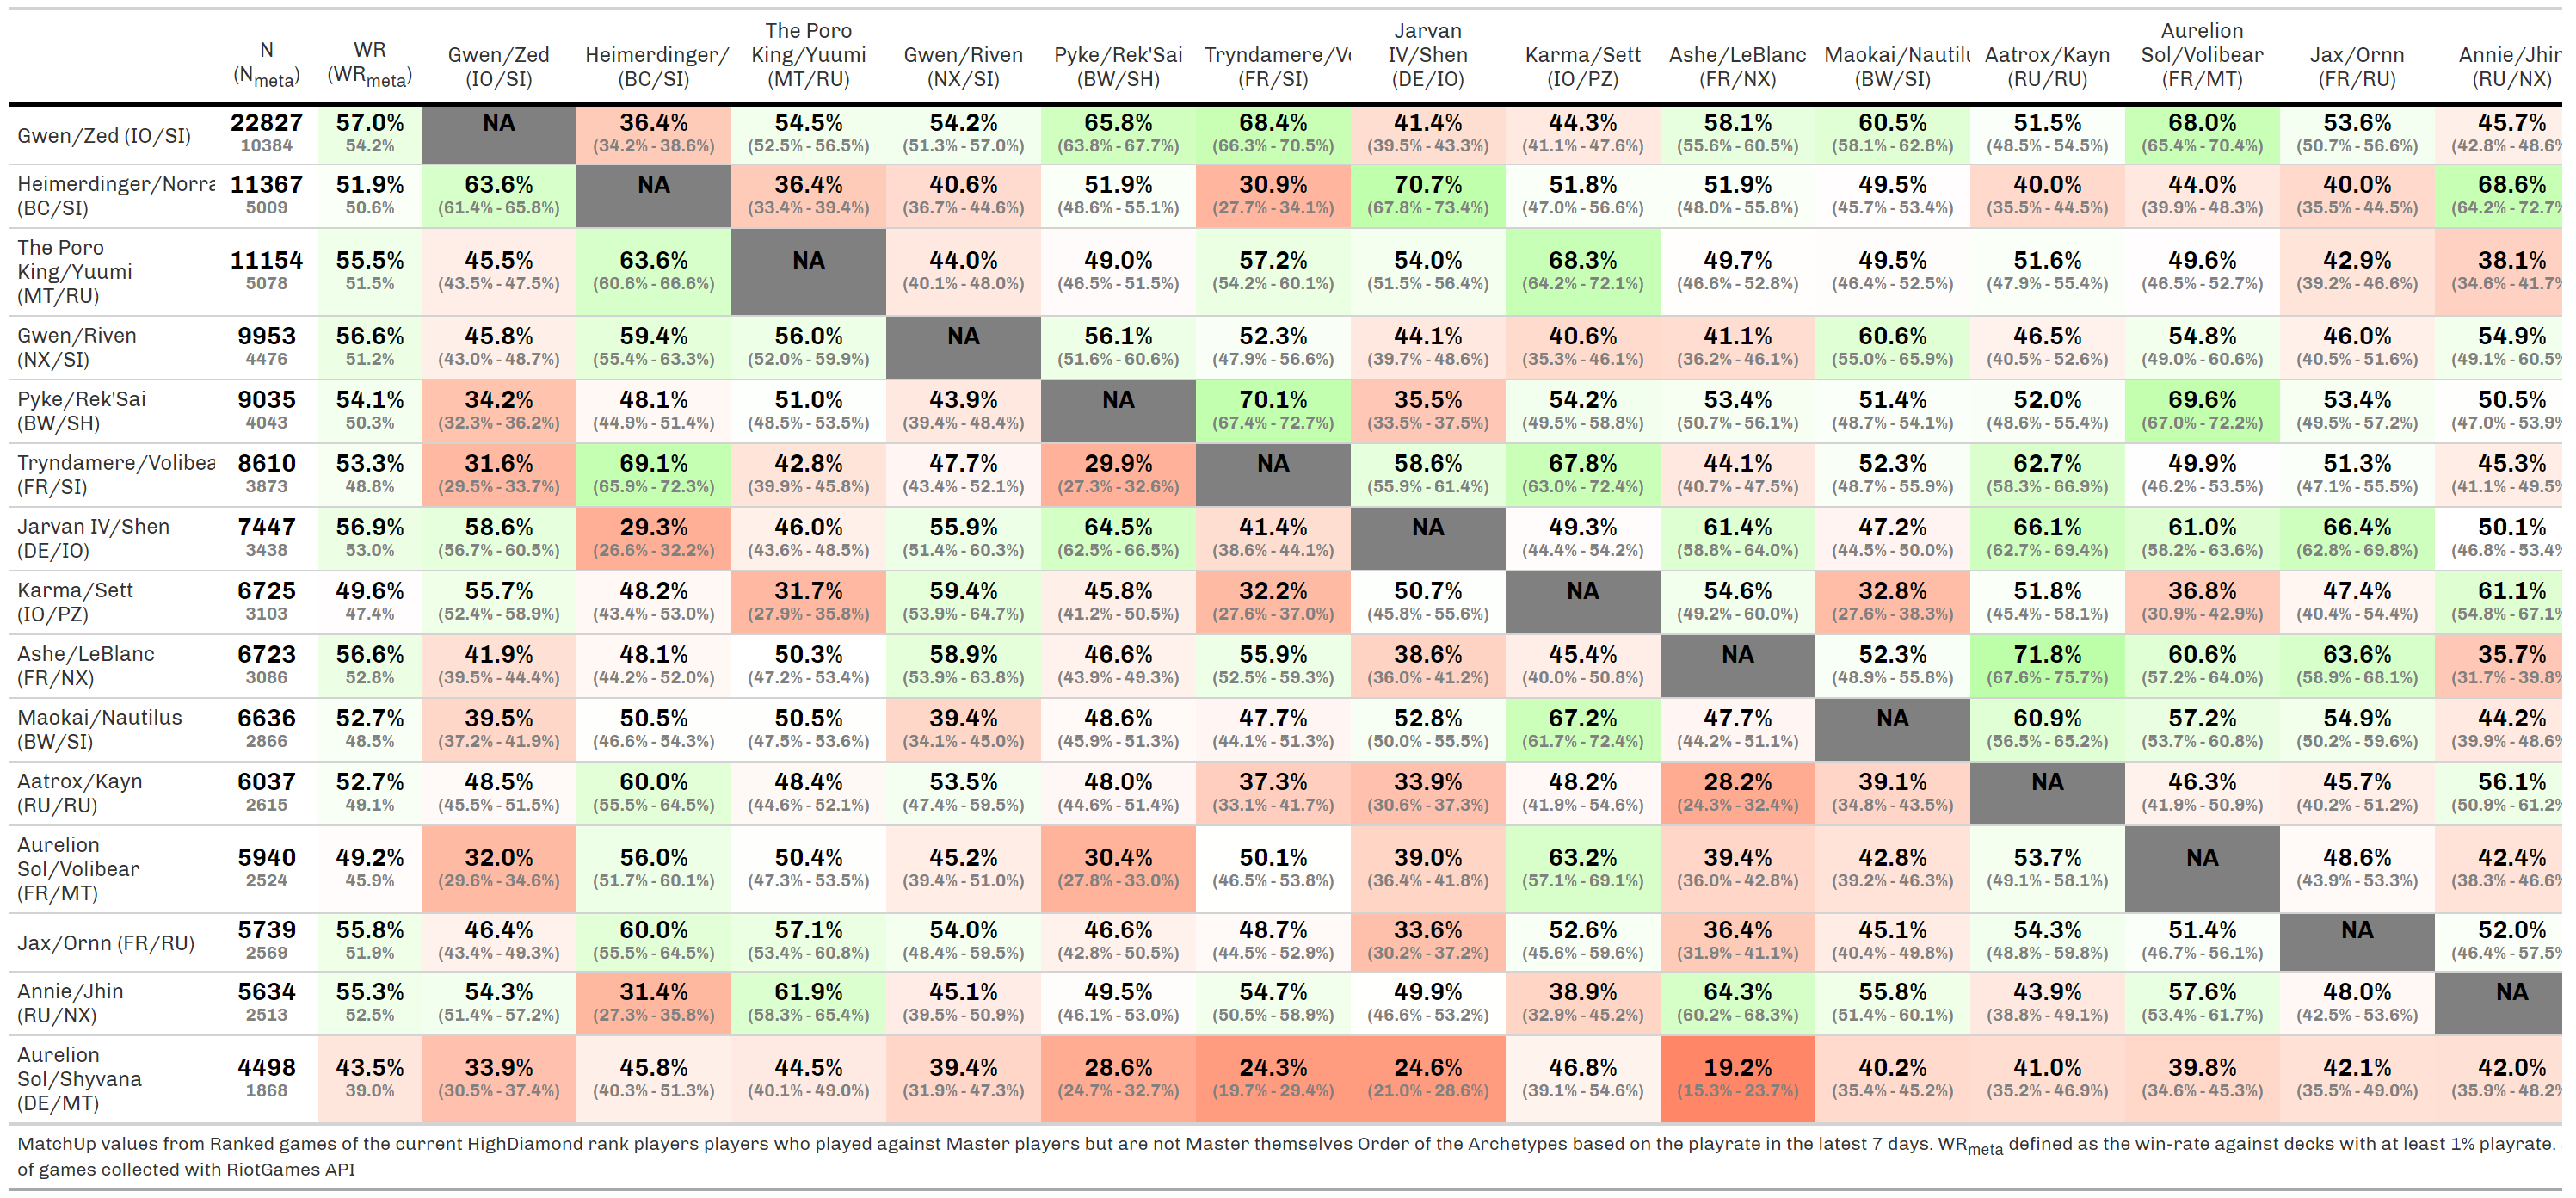 N (Nmeta) WR (WRmeta) Gwen/Zed (IO/SI) Heimerdinger/ (BC/SI) The Poro King/Yuumi (MT/RU) Gwen/Riven (NX/SI) Pyke/Rek'Sai (BW/SH) Tryndamere/Vo (FR/SI) Jarvan IV/Shen (DE/IO) Karma/Sett (IO/PZ) Ashe/LeBlanc (FR/NX) Maokai/Nautilu (BW/SI) Aatrox/Kayn (RU/RU) Aurelion Sol/Volibear (FR/MT) Jax/Ornn (FR/RU) Annie/Jhin (RU/NX)
Gwen/Zed (IO/SI) 22827 57.0% NA 36.4% 54.5% 54.2% 65.8% 68.4% 41.4% 44.3% 58.1% 60.5% 51.5% 68.0% 53.6% 45.7%
10384 54.2% (34.2% - 38.6%) (52.5% - 56.5%) (51.3% - 57.0%) (63.8% - 67.7%) (66.3% - 70.5%) (39.5% - 43.3%) (41.1% - 47.6%) (55.6% - 60.5%) (58.1% - 62.8%) (48.5% - 54.5%) (65.4% - 70.4%) (50.7% - 56.6%) (42.8% - 48.6%
Heimerdinger/Norra 11367 51.9% 63.6% NA 36.4% 40.6% 51.9% 30.9% 70.7% 51.8% 51.9% 49.5% 40.0% 44.0% 40.0% 68.6%
(BC/SI) 5009 50.6% (61.4% - 65.8%) (33.4% - 39.4%) (36.7% - 44.6%) (48.6% - 55.1%) (27.7% - 34.1%) (67.8% - 73.4%) (47.0% - 56.6%) (48.0% - 55.8%) (45.7% - 53.4%) (35.5% - 44.5%) (39.9% - 48.3%) (35.5% - 44.5%) (64.2% - 72.7%
The Poro
King/Yuumi 11154 55.5% 45.5% 63.6% NA 44.0% 49.0% 57.2% 54.0% 68.3% 49.7% 49.5% 51.6% 49.6% 42.9% 38.1%
(MT/RU) 5078 51.5% (43.5% - 47.5%) (60.6% - 66.6%) (40.1% - 48.0%) (46.5% - 51.5%) (54.2% - 60.1%) (51.5% - 56.4%) (64.2% - 72.1%) (46.6% - 52.8%) (46.4% - 52.5%) (47.9% - 55.4%) (46.5% - 52.7%) (39.2% - 46.6%) (34.6% - 41.7%
Gwen/Riven 9953 56.6% 45.8% 59.4% 56.0% NA 56.1% 52.3% 44.1% 40.6% 41.1% 60.6% 46.5% 54.8% 46.0% 54.9%
(NX/SI) 4476 51.2% (43.0% - 48.7%) (55.4% - 63.3%) (52.0% - 59.9%) (51.6% - 60.6%) (47.9% - 56.6%) (39.7% - 48.6%) (35.3% - 46.1%) (36.2% - 46.1%) (55.0% - 65.9%) (40.5% - 52.6%) (49.0% - 60.6%) (40.5% - 51.6%) (49.1% - 60.5%
Pyke/Rek'Sai 9035 54.1% 34.2% 48.1% 51.0% 43.9% NA 70.1% 35.5% 54.2% 53.4% 51.4% 52.0% 69.6% 53.4% 50.5%
(BW/SH) 4043 50.3% (32.3% - 36.2%) (44.9% - 51.4%) (48.5% - 53.5%) (39.4% - 48.4%) (67.4% - 72.7%) (33.5% - 37.5%) (49.5% - 58.8%) (50.7% - 56.1%) (48.7% - 54.1%) (48.6% - 55.4%) (67.0% - 72.2%) (49.5% - 57.2%) (47.0% - 53.9%
Tryndamere/Volibea 8610 53.3% 31.6% 69.1% 42.8% 47.7% 29.9% NA 58.6% 67.8% 44.1% 52.3% 62.7% 49.9% 51.3% 45.3%
(FR/SI) 3873 48.8% (29.5% - 33.7%) (65.9% - 72.3%) (39.9% - 45.8%) (43.4% - 52.1%) (27.3% - 32.6%) (55.9% - 61.4%) (63.0% - 72.4%) (40.7% - 47.5%) (48.7% - 55.9%) (58.3% - 66.9%) (46.2% - 53.5%) (47.1% - 55.5%) (41.1% - 49.5%
Jarvan IV/Shen 7447 56.9% 58.6% 29.3% 46.0% 55.9% 64.5% 41.4% NA 49.3% 61.4% 47.2% 66.1% 61.0% 66.4% 50.1%
(DE/IO) 3438 53.0% (56.7% - 60.5%) (26.6% - 32.2%) (43.6% - 48.5%) (51.4% - 60.3%) (62.5% - 66.5%) (38.6% - 44.1%) (44.4% - 54.2%) (58.8% - 64.0%) (44.5% - 50.0%) (62.7% - 69.4%) (58.2% - 63.6%) (62.8% - 69.8%) (46.8% - 53.4%
Karma/Sett 6725 49.6% 55.7% 48.2% 31.7% 59.4% 45.8% 32.2% 50.7% NA 54.6% 32.8% 51.8% 36.8% 47.4% 61.1%
(IO/PZ) 3103 47.4% (52.4% - 58.9%) (43.4% - 53.0%) (27.9% - 35.8%) (53.9% - 64.7%) (41.2% - 50.5%) (27.6% - 37.0%) (45.8% - 55.6%) (49.2% - 60.0%) (27.6% - 38.3%) (45.4% - 58.1%) (30.9% - 42.9%) (40.4% - 54.4%) (54.8% - 67.1%
Ashe/LeBlanc 6723 56.6% 41.9% 48.1% 50.3% 58.9% 46.6% 55.9% 38.6% 45.4% NA 52.3% 71.8% 60.6% 63.6% 35.7%
(FR/NX) 3086 52.8% (39.5% - 44.4%) (44.2% - 52.0%) (47.2% - 53.4%) (53.9% - 63.8%) (43.9% - 49.3%) (52.5% - 59.3%) (36.0% - 41.2%) (40.0% - 50.8%) (48.9% - 55.8%) (67.6% - 75.7%) (57.2% - 64.0%) (58.9% - 68.1%) (31.7% - 39.8%
Maokai/Nautilus 6636 52.7% 39.5% 50.5% 50.5% 39.4% 48.6% 47.7% 52.8% 67.2% 47.7% NA 60.9% 57.2% 54.9% 44.2%
(BW/SI) 2866 48.5% (37.2% - 41.9%) (46.6% - 54.3%) (47.5% - 53.6%) (34.1% - 45.0%) (45.9% - 51.3%) (44.1% - 51.3%) (50.0% - 55.5%) (61.7% - 72.4%) (44.2% - 51.1%) (56.5% - 65.2%) (53.7% - 60.8%) (50.2% - 59.6%) (39.9% - 48.6%
Aatrox/Kayn 6037 52.7% 48.5% 60.0% 48.4% 53.5% 48.0% 37.3% 33.9% 48.2% 28.2% 39.1% NA 46.3% 45.7% 56.1%
(RU/RU) 2615 49.1% (45.5% - 51.5%) (55.5% - 64.5%) (44.6% - 52.1%) (47.4% - 59.5%) (44.6% - 51.4%) (33.1% - 41.7%) (30.6% - 37.3%) (41.9% - 54.6%) (24.3% - 32.4%) (34.8% - 43.5%) (41.9% - 50.9%) (40.2% - 51.2%) (50.9% - 61.2%
Aurelion
Sol/Volibear 5940 49.2% 32.0% 56.0% 50.4% 45.2% 30.4% 50.1% 39.0% 63.2% 39.4% 42.8% 53.7% NA 48.6% 42.4%
(FR/MT) 2524 45.9% (29.6% - 34.6%) (51.7% - 60.1%) (47.3% - 53.5%) (39.4% - 51.0%) (27.8% - 33.0%) (46.5% - 53.8%) (36.4% - 41.8%) (57.1% - 69.1%) (36.0% - 42.8%) (39.2% - 46.3%) (49.1% - 58.1%) (43.9% - 53.3%) (38.3% - 46.6%
Jax/Ornn (FR/RU) 5739 55.8% 46.4% 60.0% 57.1% 54.0% 46.6% 48.7% 33.6% 52.6% 36.4% 45.1% 54.3% 51.4% NA 52.0%
2569 51.9% (43.4% - 49.3%) (55.5% - 64.5%) (53.4% - 60.8%) (48.4% - 59.5%) (42.8% - 50.5%) (44.5% - 52.9%) (30.2% - 37.2%) (45.6% - 59.6%) (31.9% - 41.1%) (40.4% - 49.8%) (48.8% - 59.8%) (46.7% - 56.1%) (46.4% - 57.5%
Annie/Jhin 5634 55.3% 54.3% 31.4% 61.9% 45.1% 49.5% 54.7% 49.9% 38.9% 64.3% 55.8% 43.9% 57.6% 48.0% NA
(RU/NX) 2513 52.5% (51.4% - 57.2%) (27.3% - 35.8%) (58.3% - 65.4%) (39.5% - 50.9%) (46.1% - 53.0%) (50.5% - 58.9%) (46.6% - 53.2%) (32.9% - 45.2%) (60.2% - 68.3%) (51.4% - 60.1%) (38.8% - 49.1%) (53.4% - 61.7%) (42.5% - 53.6%)
Aurelion
Sol/Shyvana 4498 43.5% 33.9% 45.8% 44.5% 39.4% 28.6% 24.3% 24.6% 46.8% 19.2% 40.2% 41.0% 39.8% 42.1% 42.0%
(DE/MT) 1868 39.0% (30.5% - 37.4%) (40.3% - 51.3%) (40.1% - 49.0%) (31.9% - 47.3%) (24.7% - 32.7%) (19.7% - 29.4%) (21.0% - 28.6%) (39.1% - 54.6%) (15.3% - 23.7%) (35.4% - 45.2%) (35.2% - 46.9%) (34.6% - 45.3%) (35.5% - 49.0%) (35.9% - 48.2%
MatchUp values from Ranked games of the current HighDiamond rank players players who played against Master players but are not Master themselves Order of the Archetypes based on the playrate in the latest 7 days. WRmeta defined as the win-rate against decks with at least 1% playrate.
of games collected with RiotGames API